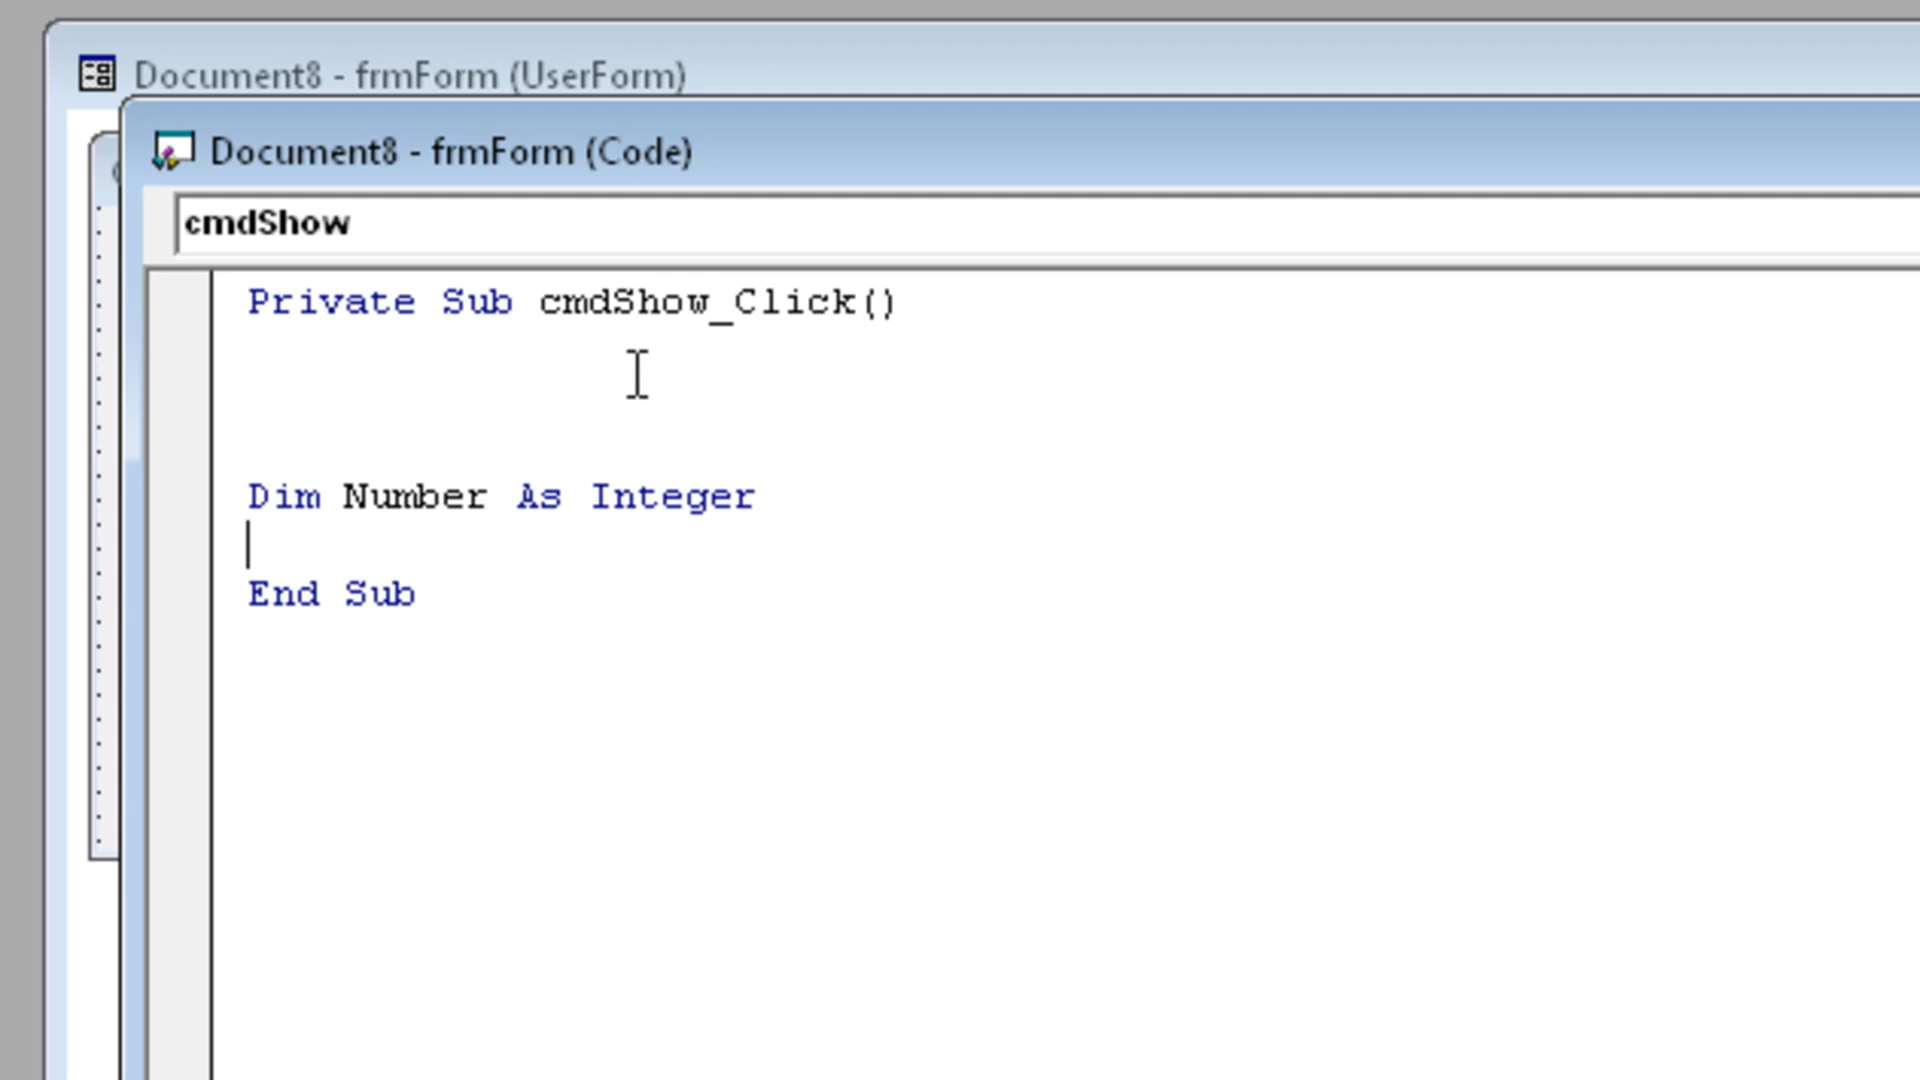 Document8 - frmForm (UserForm)
Document8 - frmForm (Code)
cmdShow
Private Sub cmdShow_Click()
Dim Number As Integer
End Sub